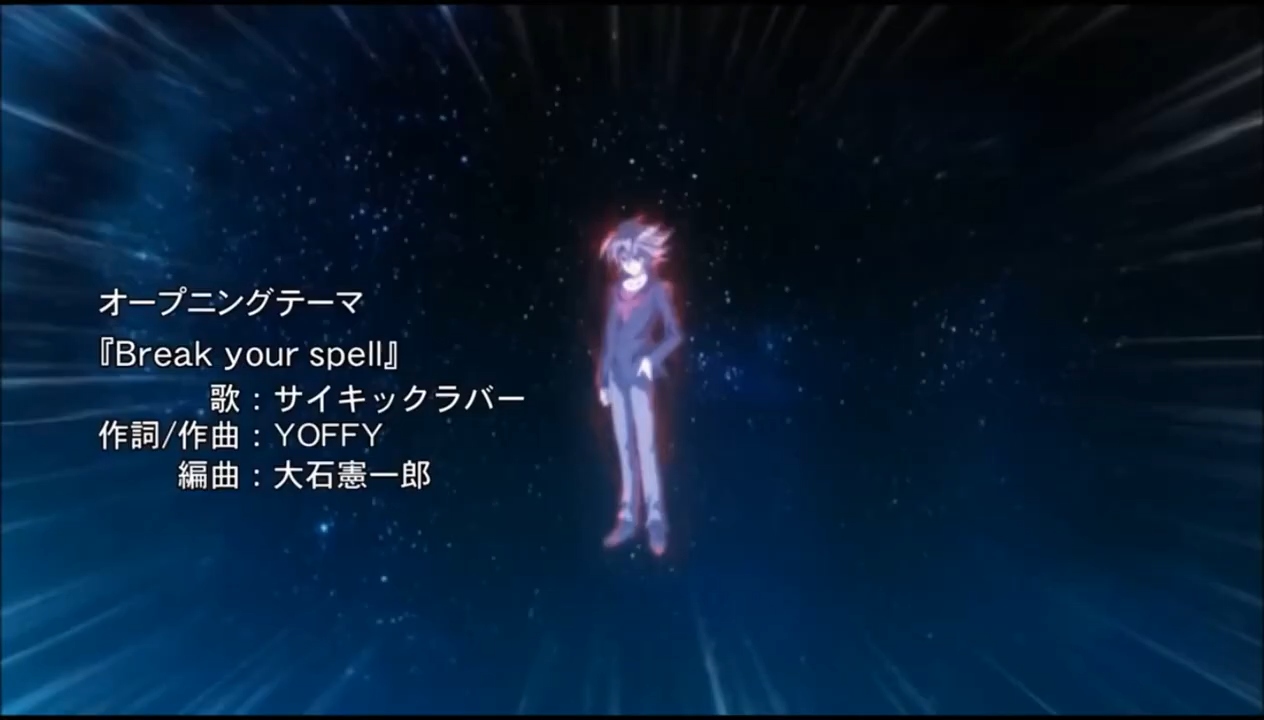 オープニングテーマ
『Break your spell』
歌：サイキックラバー
作詞/作曲：YOFFY
編曲：大石憲一郎